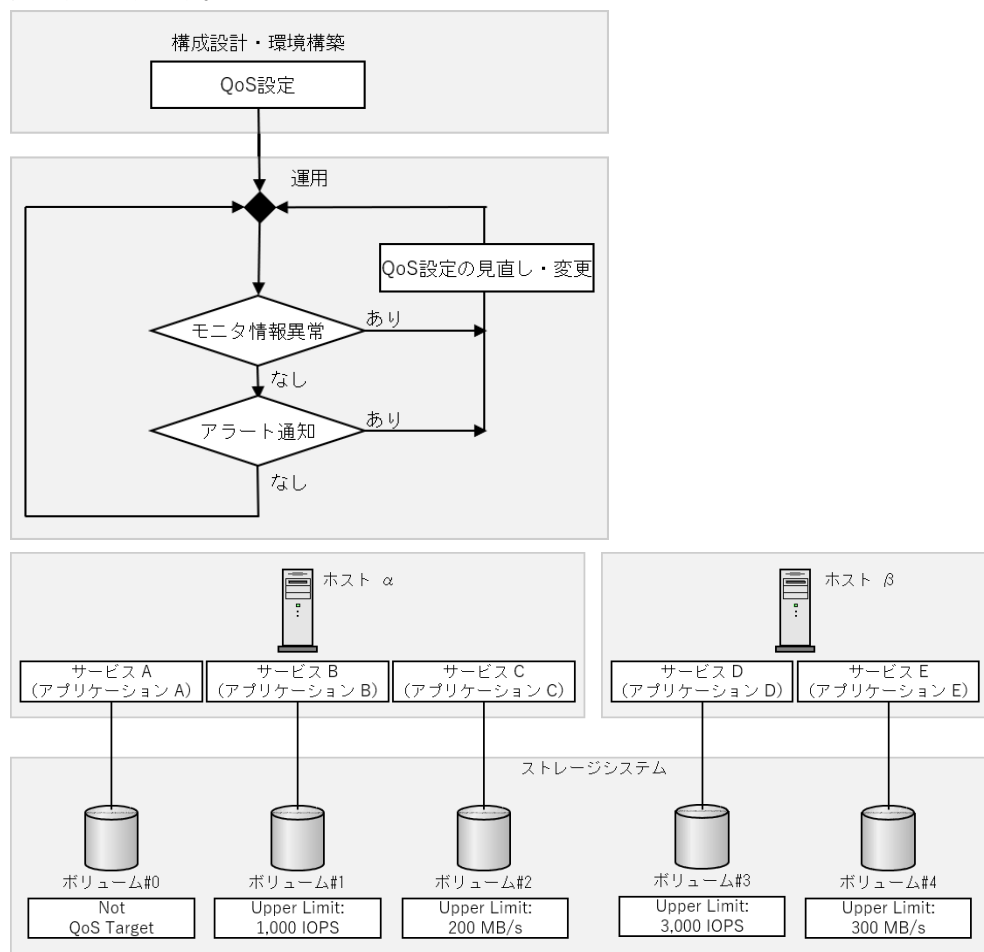 構成設計・環境構築
QoS設定
運用
QoS設定の見直し・変更
モニタ情報異常
あり
なし
アラート通知
あり
なし
ホスト α
ホスト β
サービス A
(アプリケーション A)
サービス B
(アプリケーション B)
サービス C
(アプリケーション C)
サービス D
(アプリケーション D)
サービス E
(アプリケーション E)
ストレージシステム
ボリューム#0
ボリューム#1
ボリューム#2
ボリューム#3
ボリューム#4
Not
QoS Target
Upper Limit:
1,000 IOPS
Upper Limit:
200 MB/s
Upper Limit:
3,000 IOPS
Upper Limit:
300 MB/s